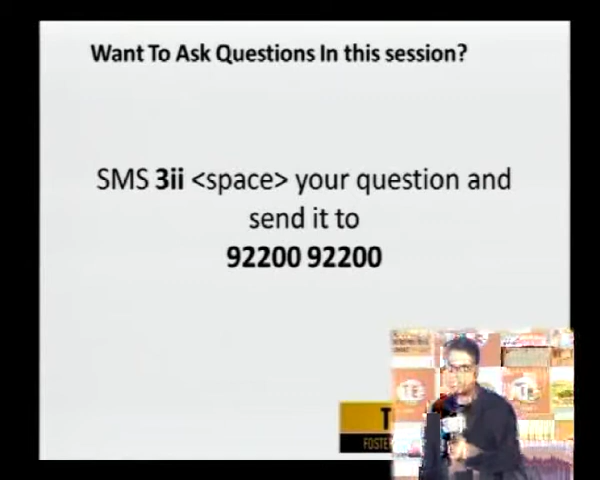 Want To Ask Questions In this session?
SMS 3ii <space> your question and
send it to
92200 92200